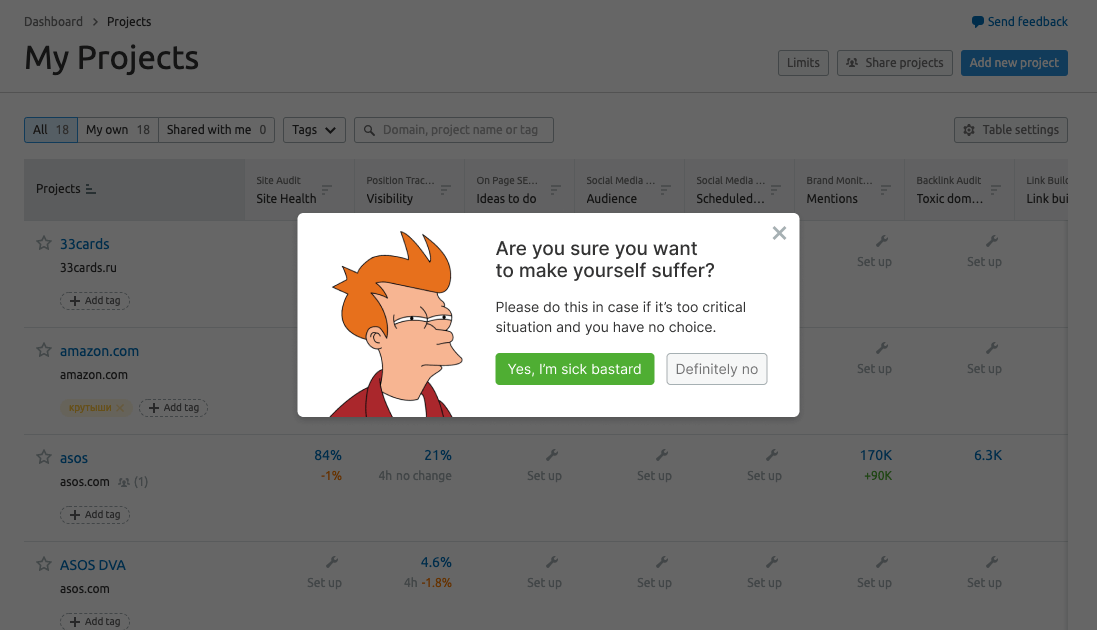 Dashboard > Projects
Send feedback
My Projects
Limits
Share projects
Add new project
All 18 My own 18 Shared with me 0
Tags
Domain, project name or tag
Table settings
Projects
Site Audit
Site Health
Position Trac...
Visibility
On Page SE...
Ideas to do
Social Media ...
Audience
Social Media ...
Scheduled...
Brand Monit...
Mentions
Backlink Audit
Toxic dom...
Link Build
Link bui
33cards
33cards.ru
+ Add tag
Set up
Set up
Are you sure you want
to make yourself suffer?
Please do this in case if it's too critical
situation and you have no choice.
Yes, I'm sick bastard
Definitely no
amazon.com
amazon.com
крутыши
+ Add tag
Set up
Set up
asos
asos.com (1)
+ Add tag
84%
-1%
21%
4h no change
Set up
Set up
Set up
170K
+90K
6.3K
ASOS DVA
asos.com
+ Add tag
Set up
4.6%
4h -1.8%
Set up
Set up
Set up
Set up
Set up